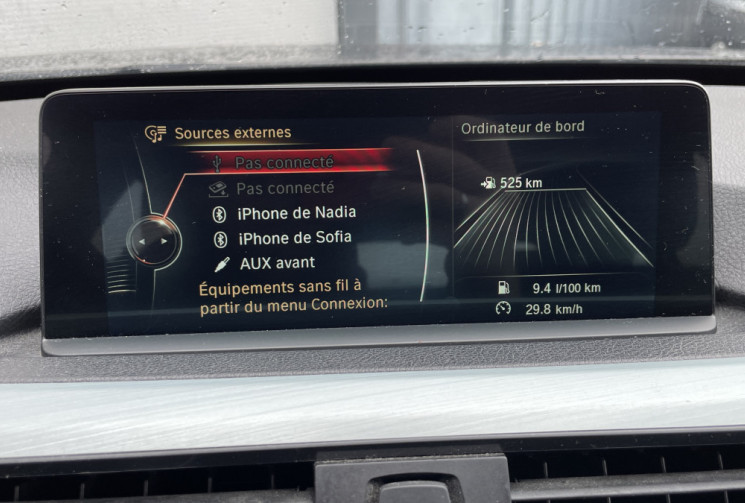 Sources externes
Pas connecté
Pas connecté
iPhone de Nadia
iPhone de Sofia
AUX avant
Équipements sans fil à
partir du menu Connexion:
Ordinateur de bord
525 km
9.4 l/100 km
29.8 km/h